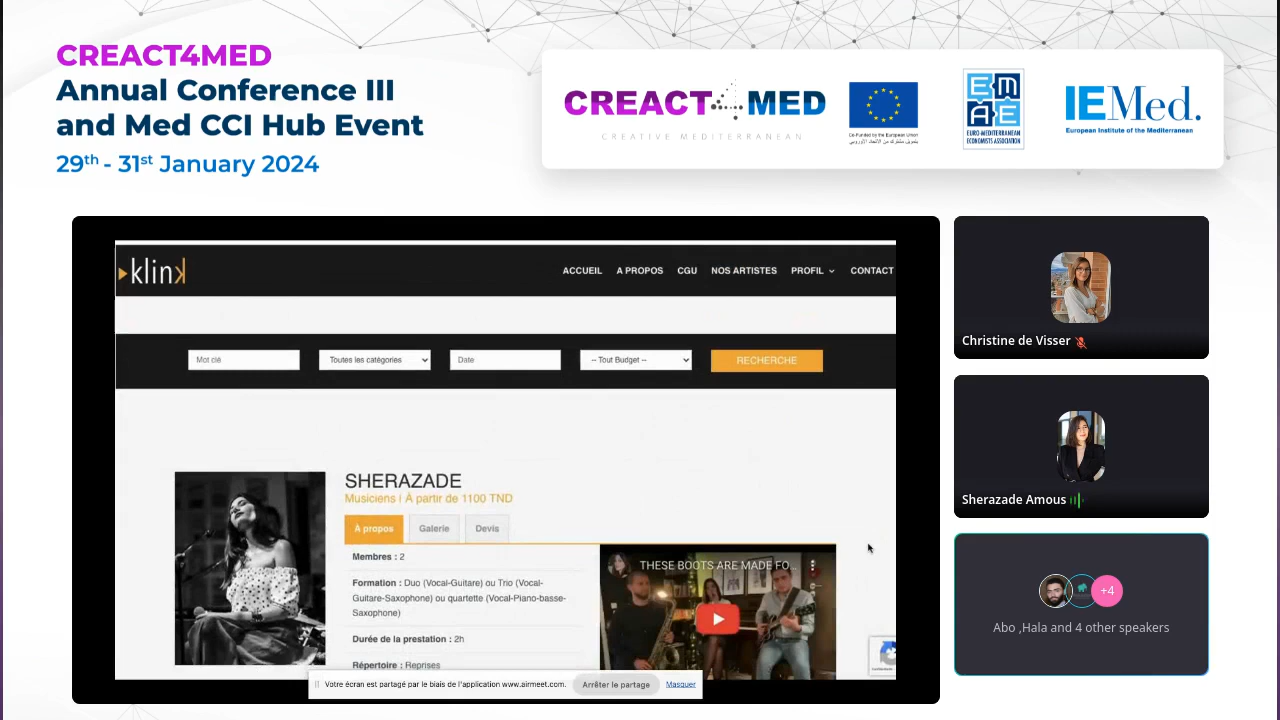 CREACT4MED
Annual Conference III
and Med CCI Hub Event
29th - 31st January 2024
CREACT4MED
CREATIVE MEDITERRANEAN
Co-Funded by the European Union
بتمويل مشترك من الاتحاد الأوروبي
EMAE
EURO-MEDITERRANEAN
ECONOMISTS ASSOCIATION
IEMed.
European Institute of the Mediterranean
klink
ACCUEIL A PROPOS CGU NOS ARTISTES PROFIL CONTACT
Mot clé Toutes les catégories Date -- Tout Budget -- RECHERCHE
SHERAZADE
Musiciens | À partir de 1100 TND
À propos Galerie Devis
Membres : 2
Formation : Duo (Vocal-Guitare) ou Trio (Vocal-
Guitare-Saxophone) ou quartette (Vocal-Piano-basse-
Saxophone)
Durée de la prestation : 2h
Répertoire : Reprises
THESE BOOTS ARE MADE FO...
Votre écran est partagé par le biais de l'application www.airmeet.com. Arrêter le partage Masquer
Christine de Visser
Sherazade Amous
+4
Abo ,Hala and 4 other speakers